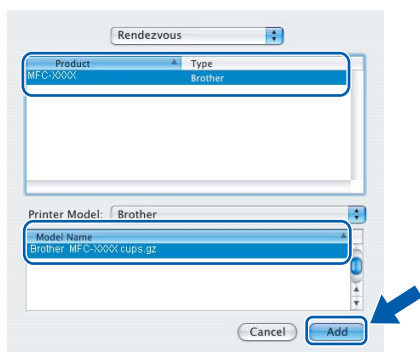 Rendezvous
Product Type
MFC-XXXX Brother
Printer Model: Brother
Model Name
Brother MFC-XXXX cups.gz
Cancel Add